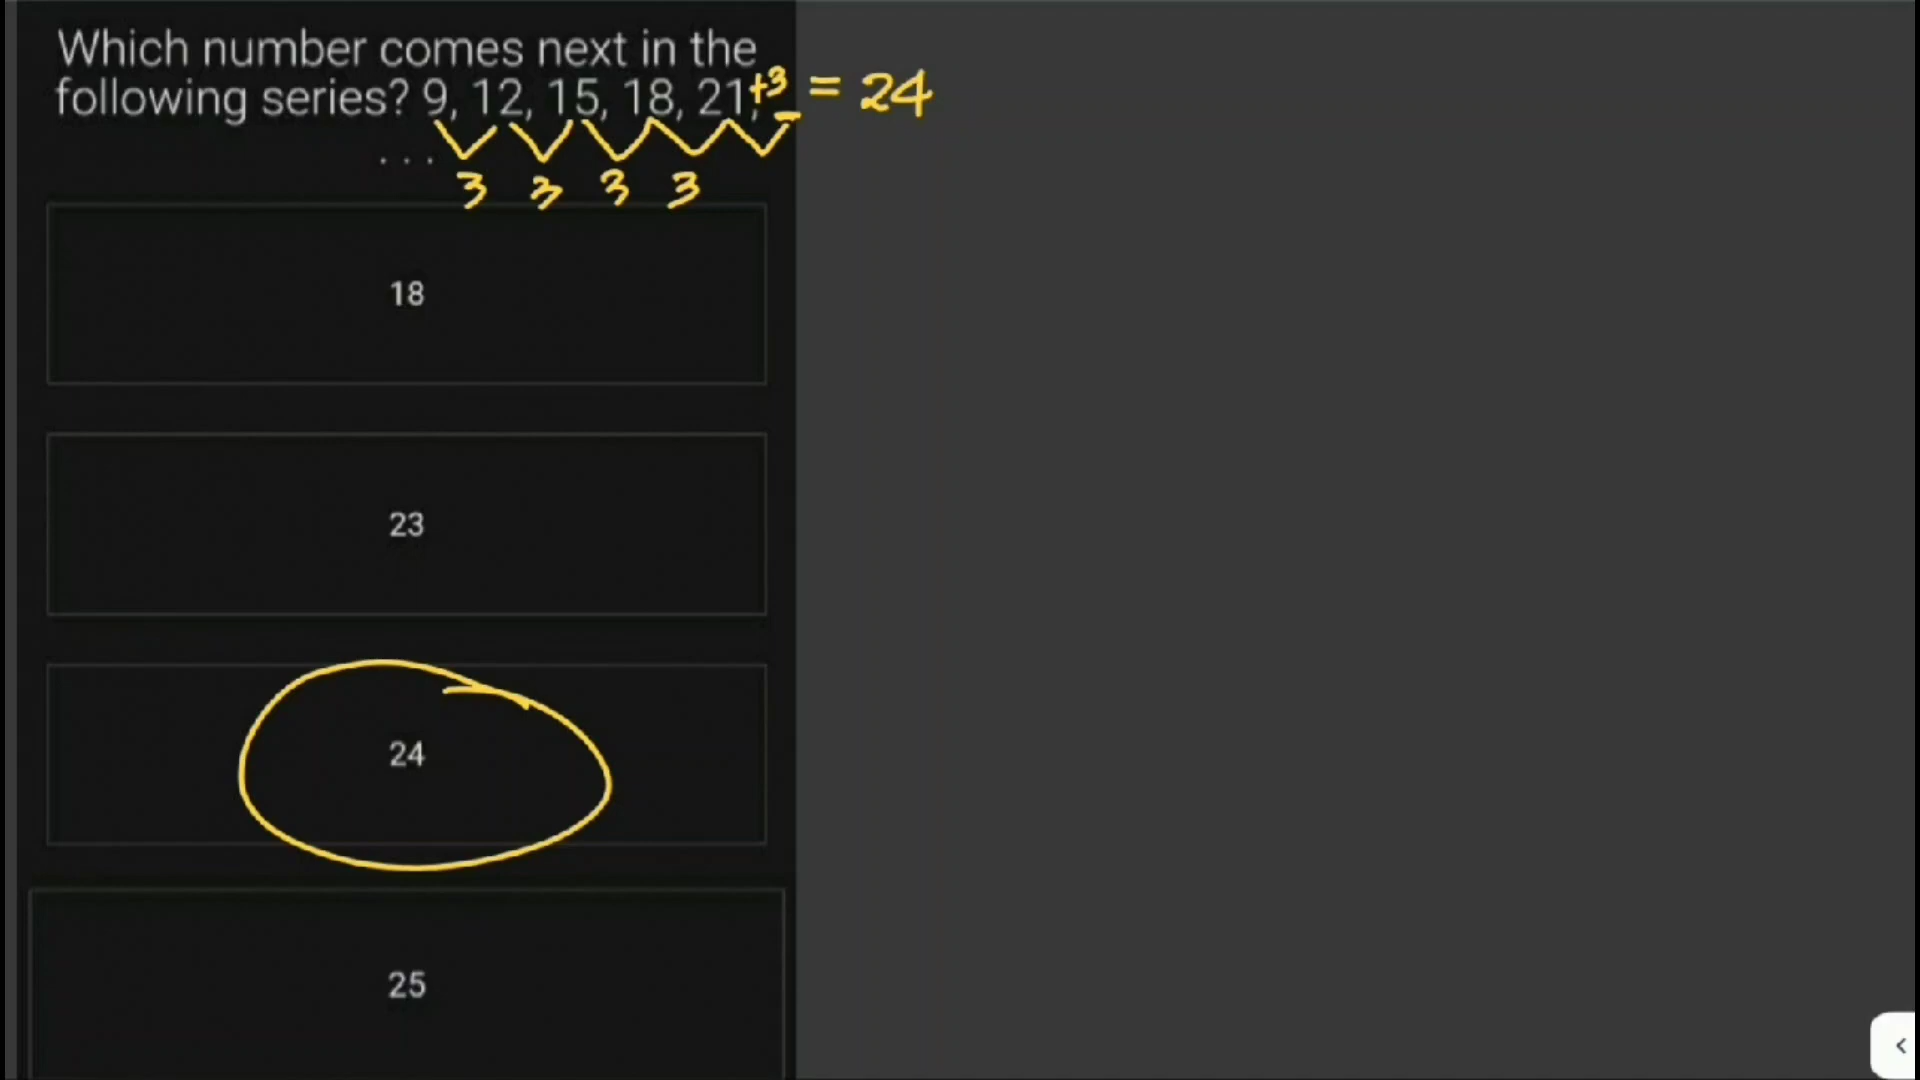 Which number comes next in the
following series? 9, 12, 15, 18, 21, +3 = 24
. . .
3 3 3 3
18
23
24
25